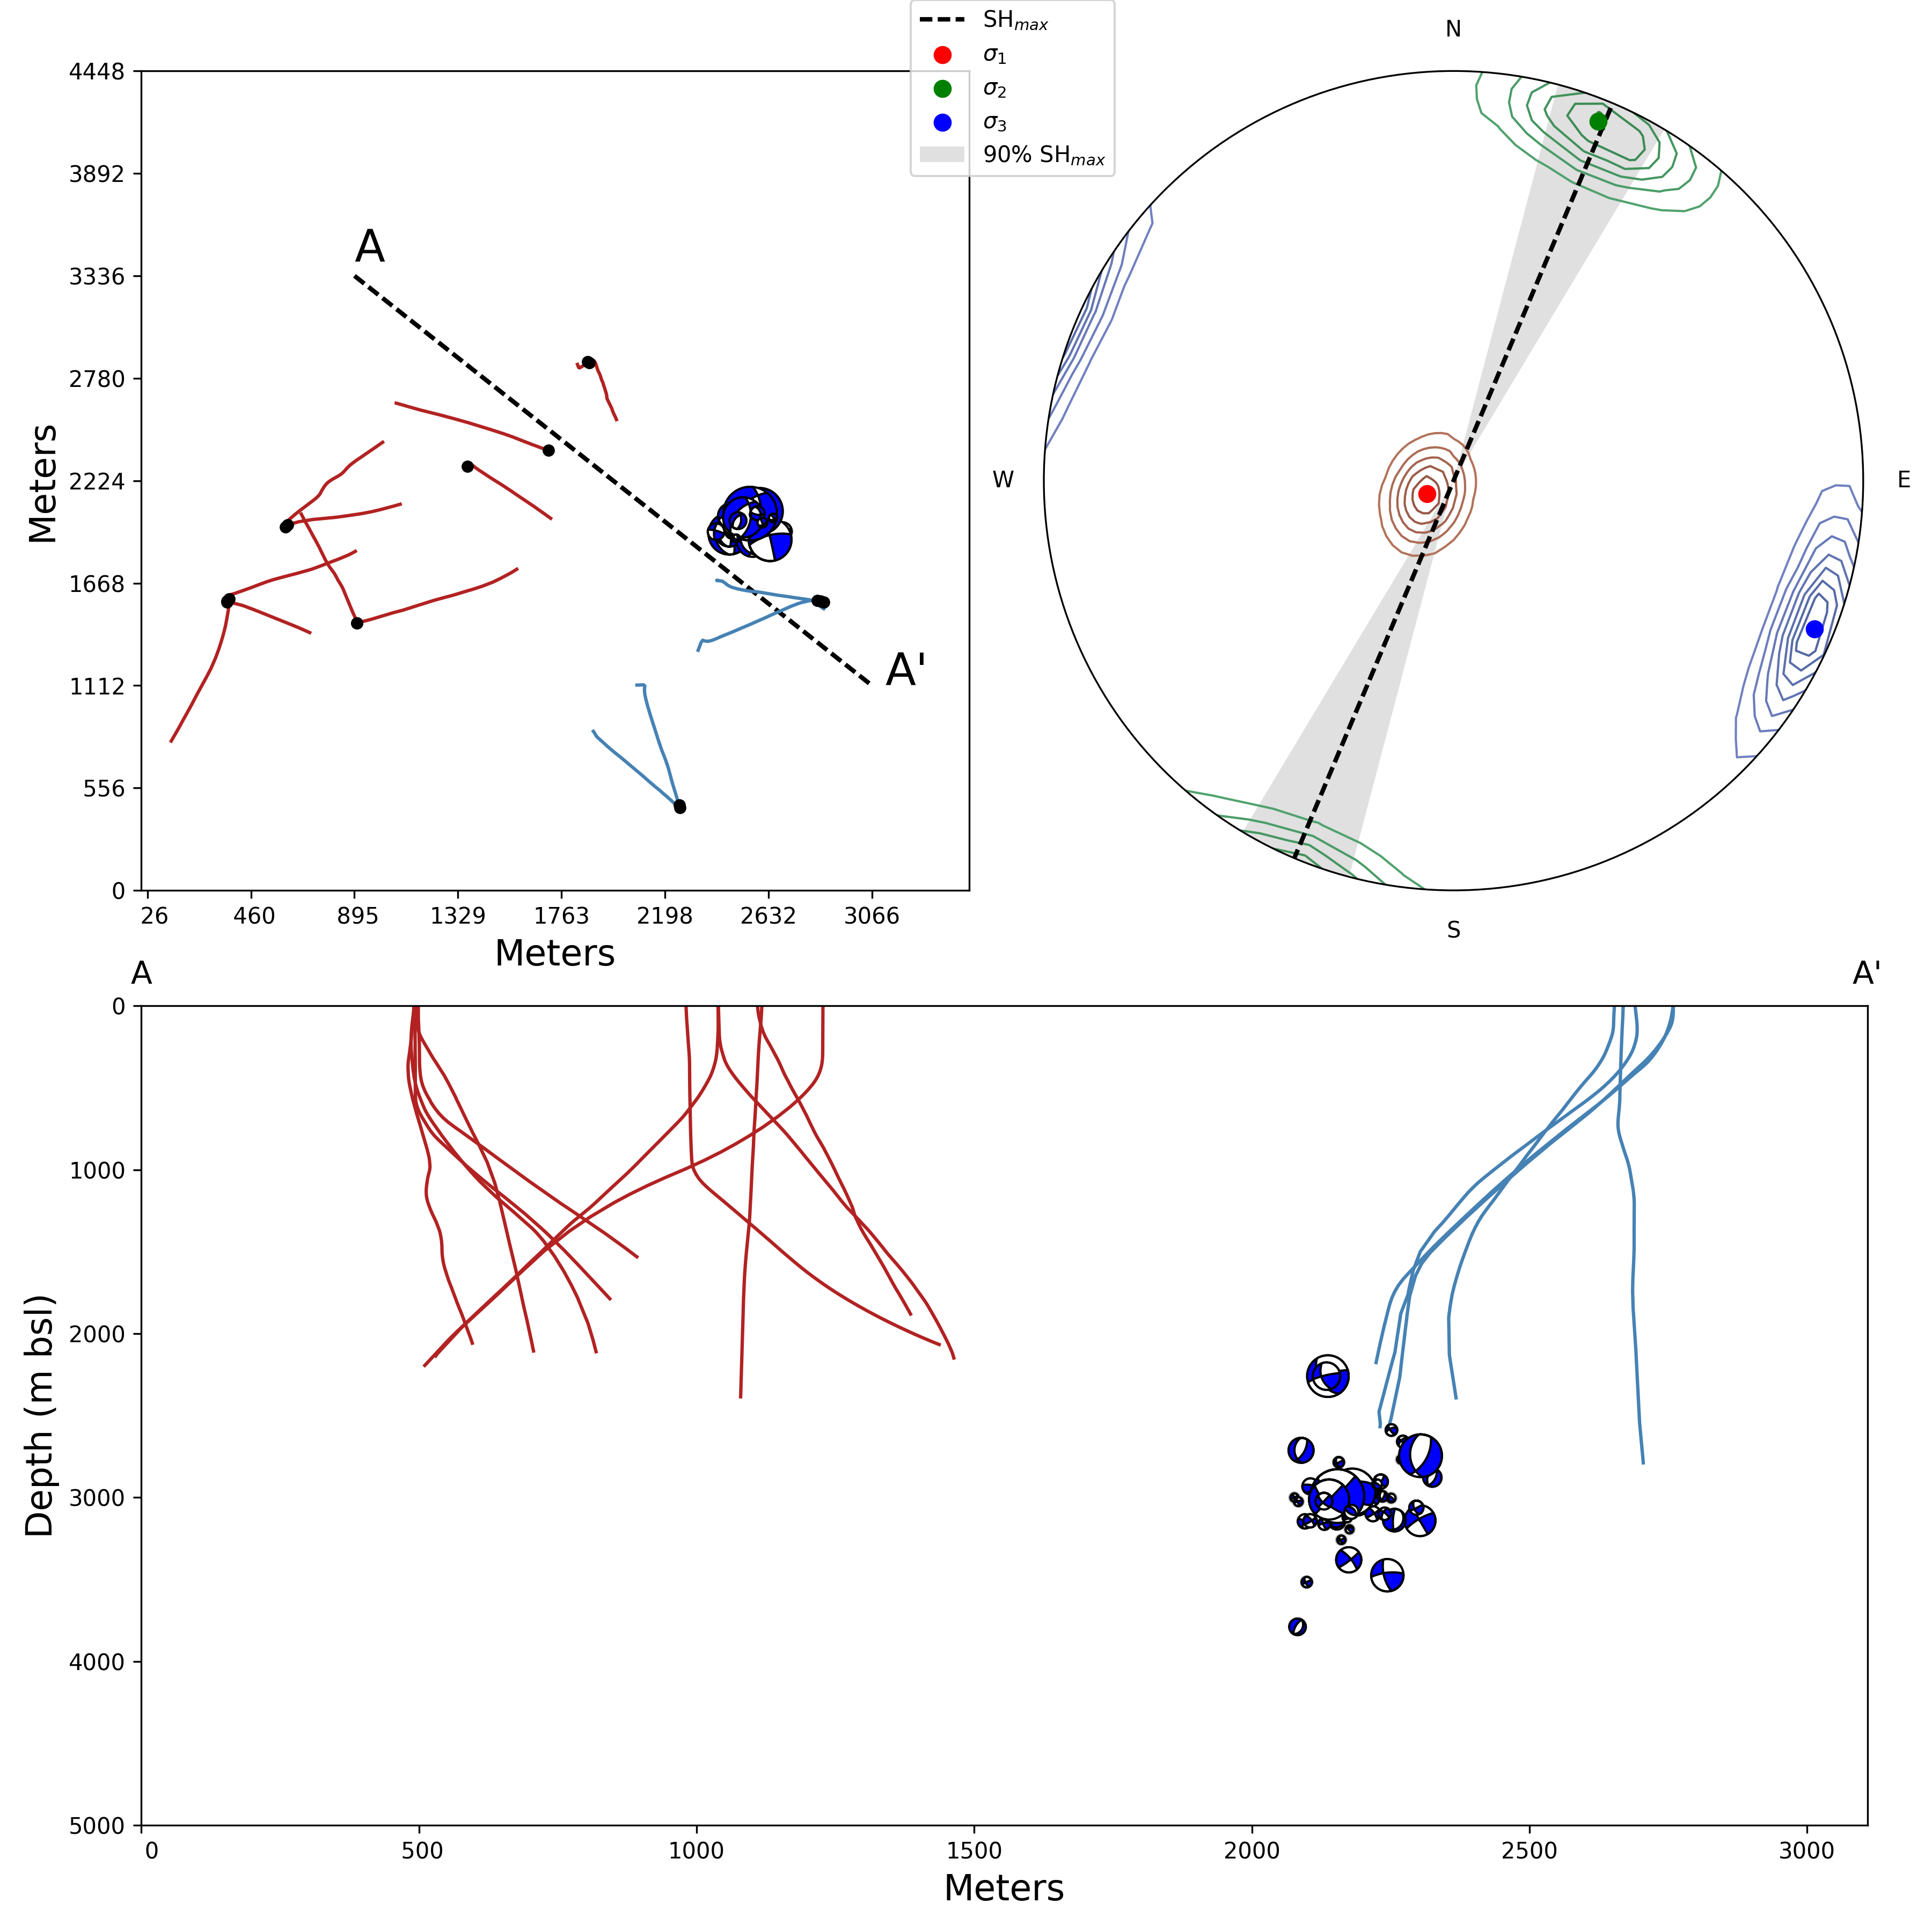 SHmax
σ1
σ2
σ3
90% SHmax
4448
3892
3336
2780
2224
1668
1112
556
0
Meters
A
A'
26 460 895 1329 1763 2198 2632 3066
Meters
N
W
E
S
A
A'
0
1000
2000
3000
4000
5000
Depth (m bsl)
0 500 1000 1500 2000 2500 3000
Meters